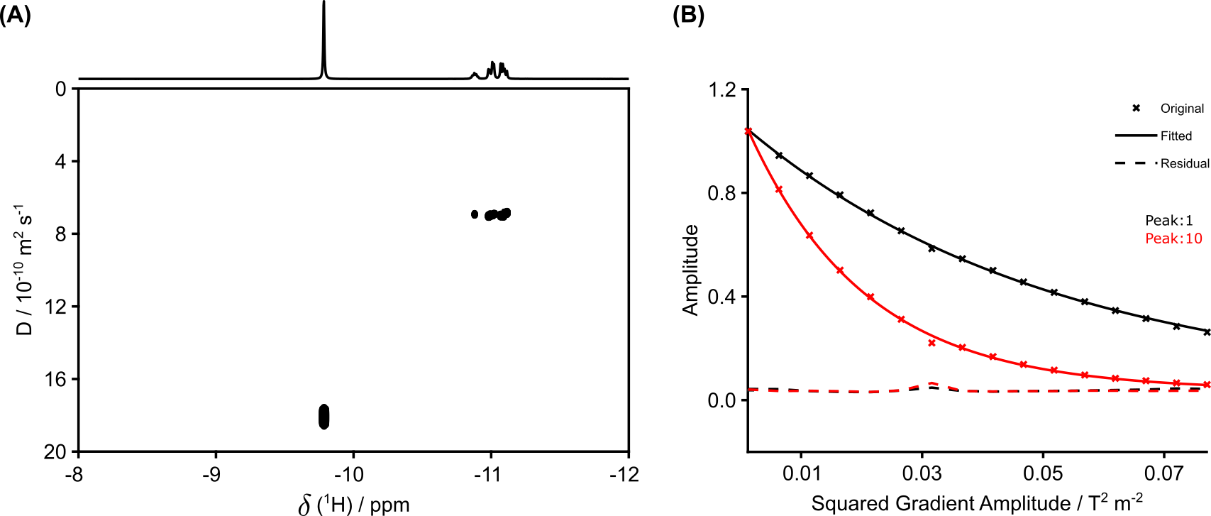 (A)
0
4
8
12
16
20
D / 10⁻¹⁰ m² s⁻¹
-8
-9
-10
-11
-12
δ (¹H) / ppm
(B)
1.2
0.8
0.4
0.0
Amplitude
Original
Fitted
Residual
Peak:1
Peak:10
0.01
0.03
0.05
0.07
Squared Gradient Amplitude / T² m⁻²